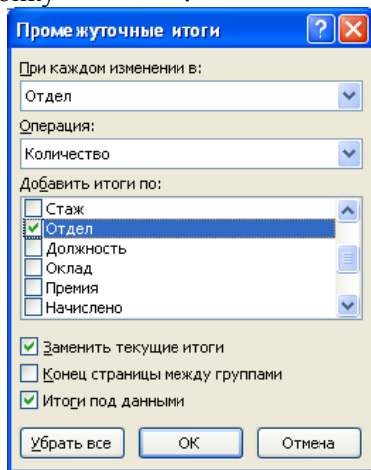 Промежуточные итоги
При каждом изменении в:
Отдел
Операция:
Количество
Добавить итоги по:
Стаж
Отдел
Должность
Оклад
Премия
Начислено
Заменить текущие итоги
Конец страницы между группами
Итоги под данными
Убрать все ОК Отмена